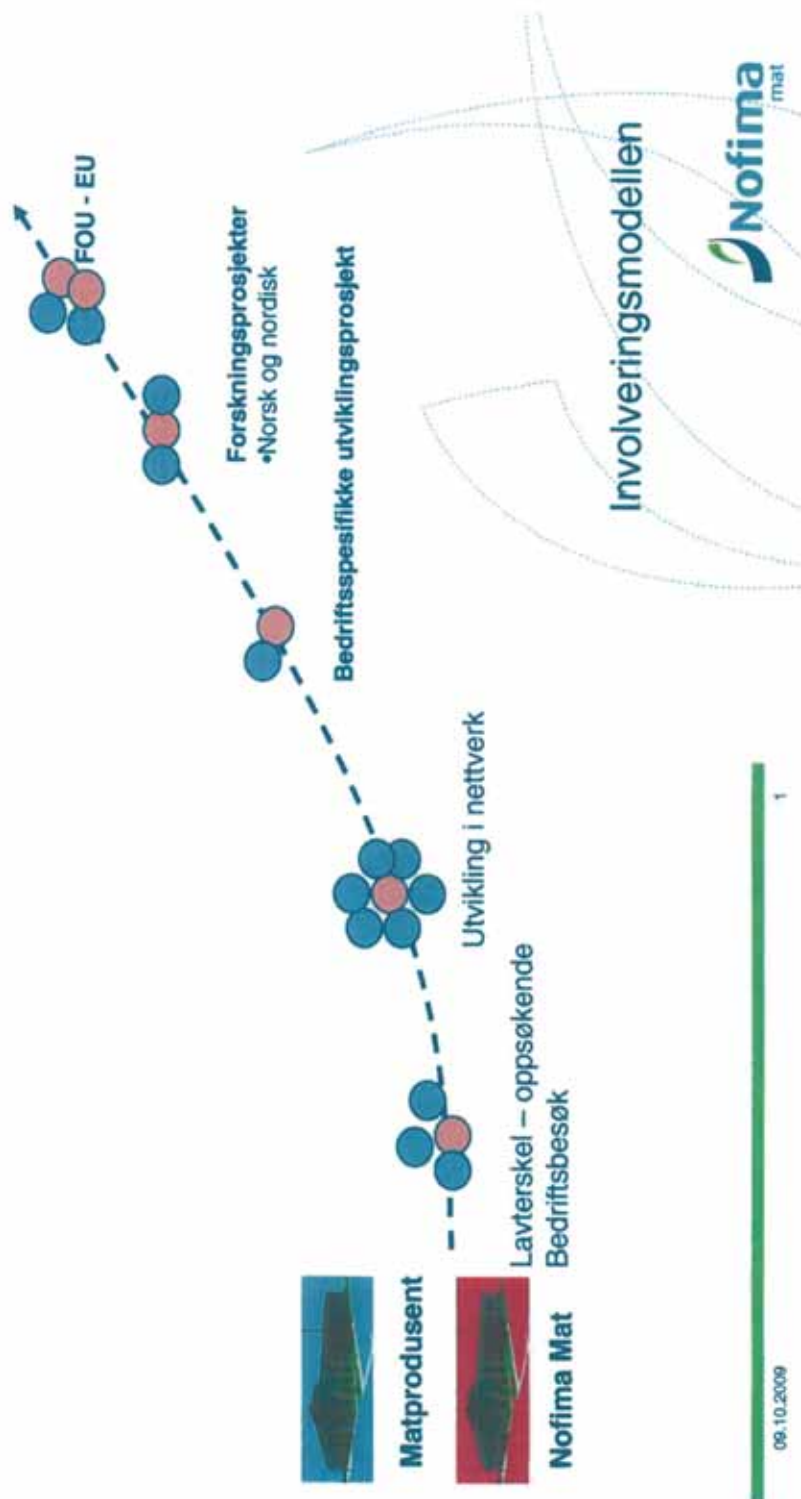 FOU - EU
Forskningsprosjekter
•Norsk og nordisk
Bedriftsspesifikke utviklingsprosjekt
Utvikling i nettverk
Lavterskel – oppsøkende
Bedriftsbesøk
Matprodusent
Nofima Mat
Involveringsmodellen
Nofima
mat
09.10.2009
1